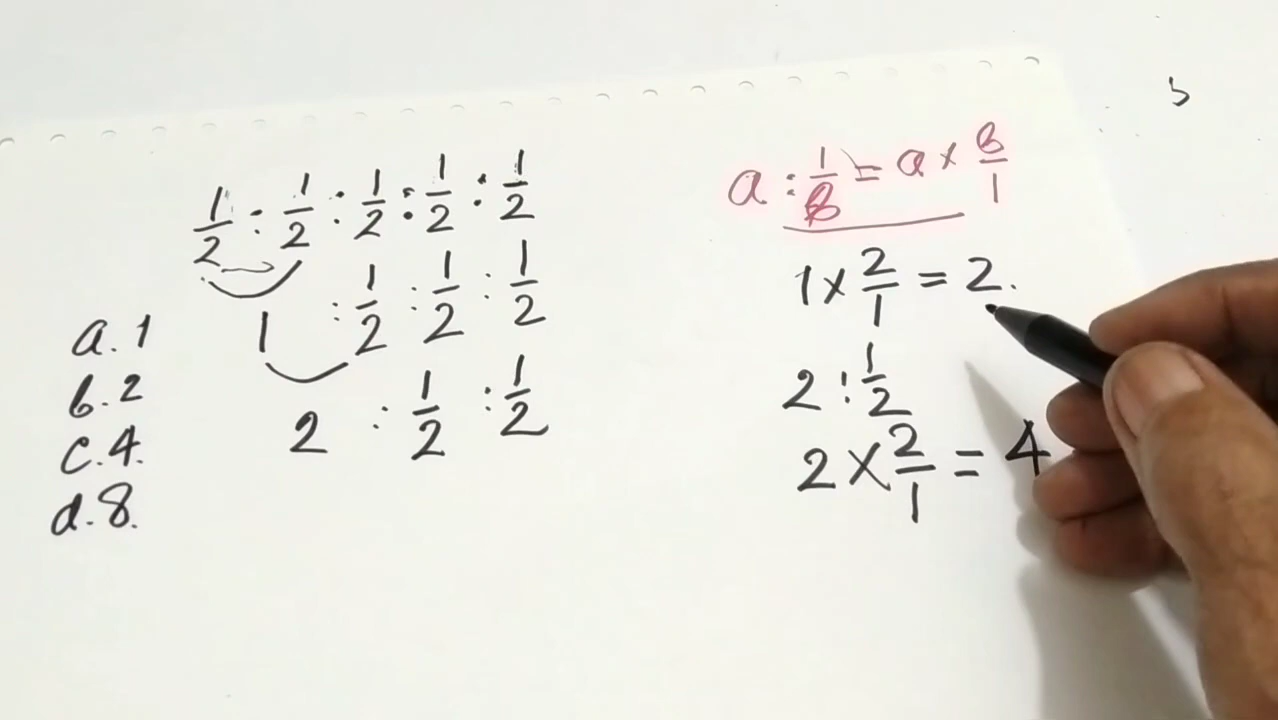 1/2 : 1/2 : 1/2 : 1/2 : 1/2
1 : 1/2 : 1/2 : 1/2
2 : 1/2 : 1/2
a. 1
b. 2
c. 4.
d. 8.
a : 1/b = a × b/1
1 × 2/1 = 2.
2 : 1/2
2 × 2/1 = 4